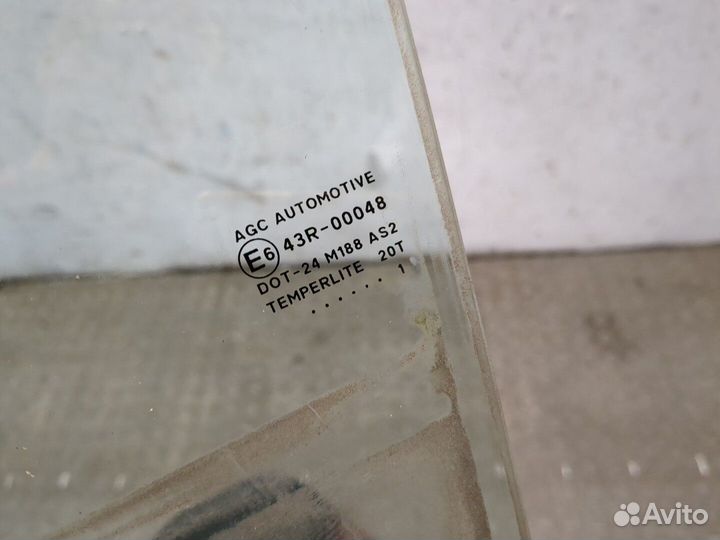 AGC AUTOMOTIVE
E6 43R-00048
DOT-24 M188 AS2
TEMPERLITE 20T
. . . . . . 1
Avito